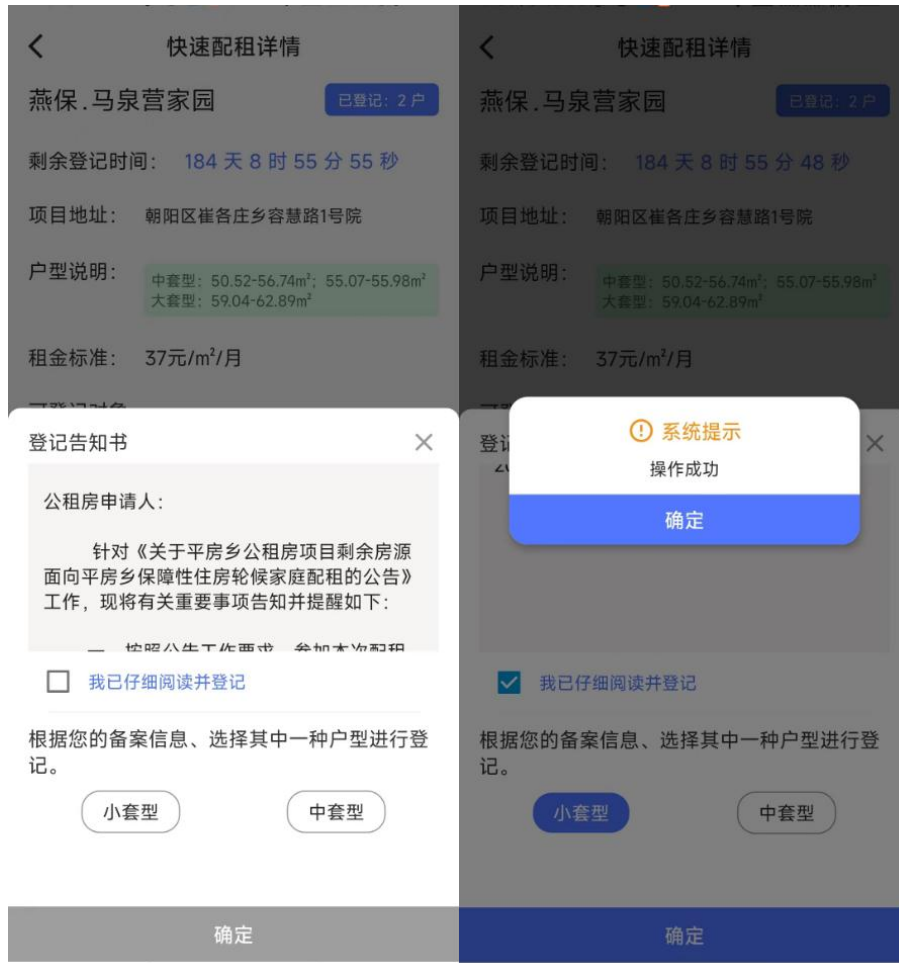 快速配租详情
燕保.马泉营家园
已登记：2户
剩余登记时间： 184 天 8 时 55 分 55 秒
项目地址： 朝阳区崔各庄乡容慧路1号院
户型说明： 中套型：50.52-56.74m²；55.07-55.98m²
大套型：59.04-62.89m²
租金标准： 37元/m²/月
登记告知书
公租房申请人：
针对《关于平房乡公租房项目剩余房源
面向平房乡保障性住房轮候家庭配租的公告》
工作，现将有关重要事项告知并提醒如下：
一、按照公告工作要求，参加本次配租
我已仔细阅读并登记
根据您的备案信息、选择其中一种户型进行登
记。
小套型 中套型
确定
快速配租详情
燕保.马泉营家园
已登记：2户
剩余登记时间： 184 天 8 时 55 分 48 秒
项目地址： 朝阳区崔各庄乡容慧路1号院
户型说明： 中套型：50.52-56.74m²；55.07-55.98m²
大套型：59.04-62.89m²
租金标准： 37元/m²/月
系统提示
操作成功
确定
我已仔细阅读并登记
根据您的备案信息、选择其中一种户型进行登
记。
小套型 中套型
确定